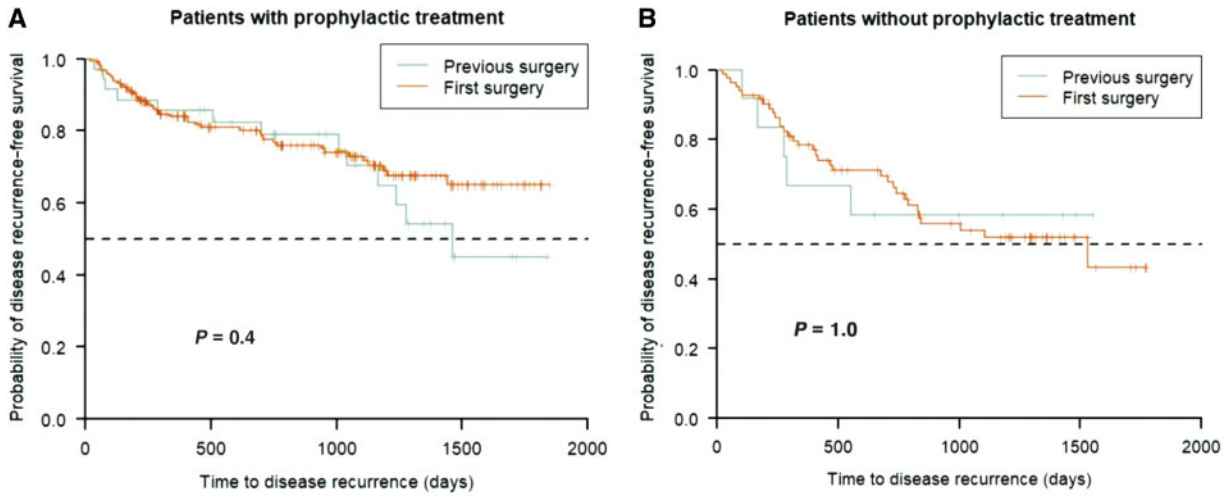 A
Patients with prophylactic treatment
Previous surgery
First surgery
Probability of disease recurrence-free survival
1.0
0.8
0.6
0.4
0.2
0.0
P = 0.4
0
500
1000
1500
2000
Time to disease recurrence (days)
B
Patients without prophylactic treatment
Previous surgery
First surgery
Probability of disease recurrence-free survival
1.0
0.8
0.6
0.4
0.2
0.0
P = 1.0
0
500
1000
1500
2000
Time to disease recurrence (days)